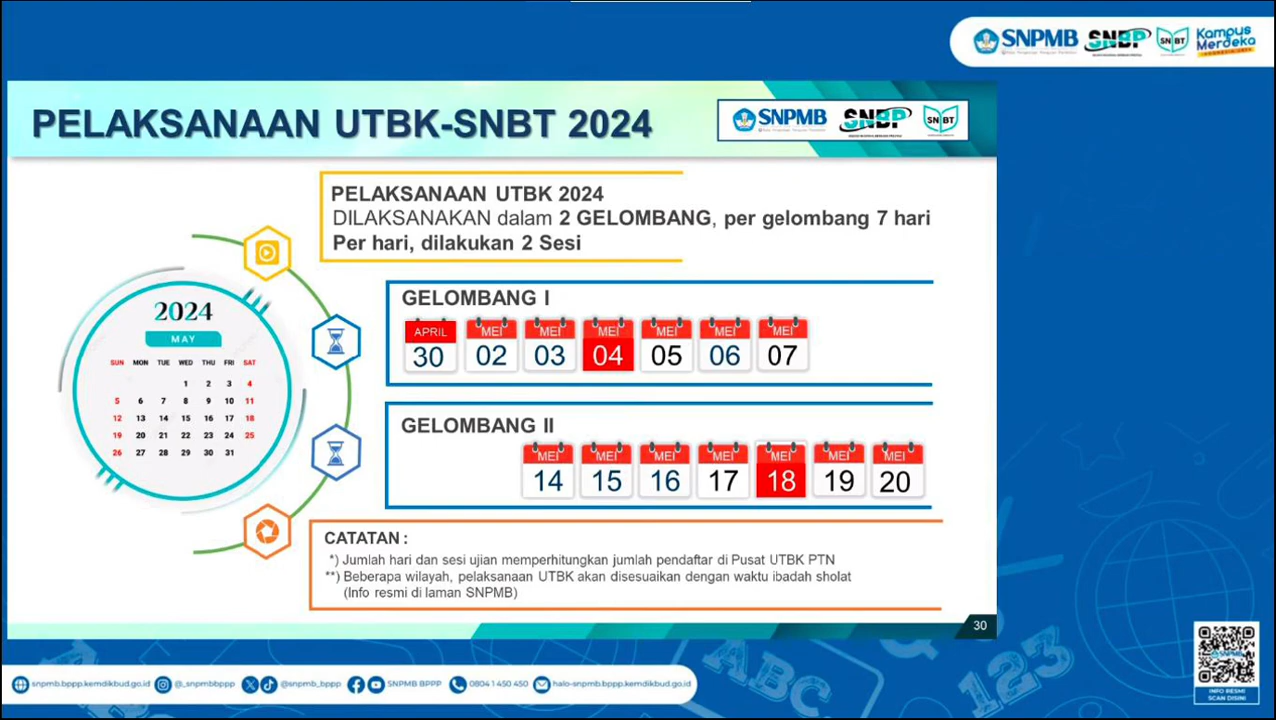 SNPMB
SNBP
SNBT
Kampus
Merdeka
INDONESIA JAYA
PELAKSANAAN UTBK-SNBT 2024
SNPMB
SNBP
SNBT
PELAKSANAAN UTBK 2024
DILAKSANAKAN dalam 2 GELOMBANG, per gelombang 7 hari
Per hari, dilakukan 2 Sesi
2024
MAY
SUN MON TUE WED THU FRI SAT
1 2 3 4
5 6 7 8 9 10 11
12 13 14 15 16 17 18
19 20 21 22 23 24 25
26 27 28 29 30 31
GELOMBANG I
APRIL MEI MEI MEI MEI MEI MEI
30 02 03 04 05 06 07
GELOMBANG II
MEI MEI MEI MEI MEI MEI MEI
14 15 16 17 18 19 20
CATATAN :
*) Jumlah hari dan sesi ujian memperhitungkan jumlah pendaftar di Pusat UTBK PTN
**) Beberapa wilayah, pelaksanaan UTBK akan disesuaikan dengan waktu ibadah sholat
(Info resmi di laman SNPMB)
30
ABC
123
snpmb.bppp.kemdikbud.go.id @_snpmbbppp @snpmb_bppp SNPMB BPPP 0804 1 450 450 halo-snpmb.bppp.kemdikbud.go.id
SNPMB
INFO RESMI
SCAN DISINI